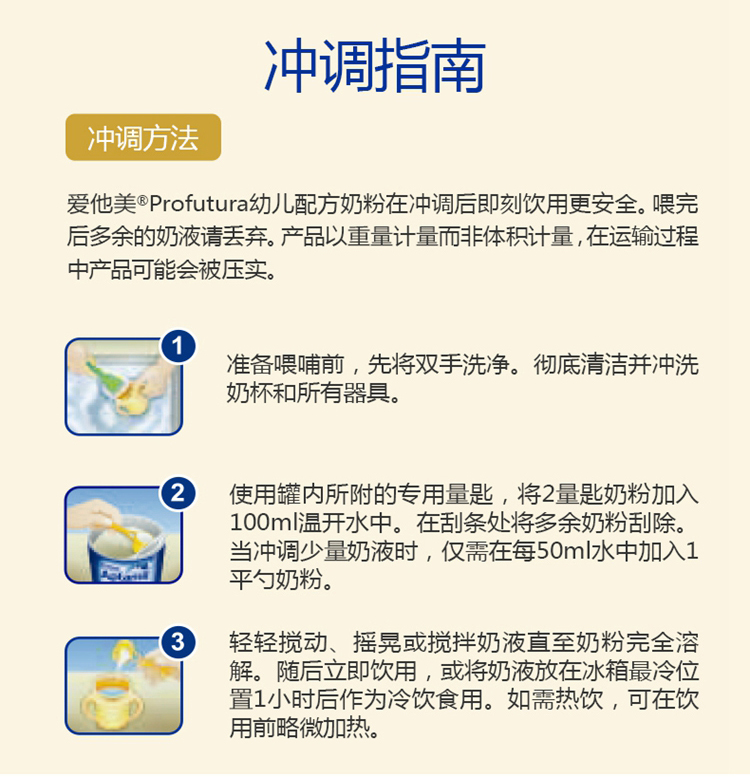 冲调指南
冲调方法
爱他美®Profutura幼儿配方奶粉在冲调后即刻饮用更安全。喂完
后多余的奶液请丢弃。产品以重量计量而非体积计量,在运输过程
中产品可能会被压实。
1
准备喂哺前，先将双手洗净。彻底清洁并冲洗
奶杯和所有器具。
2
使用罐内所附的专用量匙，将2量匙奶粉加入
100ml温开水中。在刮条处将多余奶粉刮除。
当冲调少量奶液时，仅需在每50ml水中加入1
平勺奶粉。
Aptamil
3
轻轻搅动、摇晃或搅拌奶液直至奶粉完全溶
解。随后立即饮用，或将奶液放在冰箱最冷位
置1小时后作为冷饮食用。如需热饮，可在饮
用前略微加热。